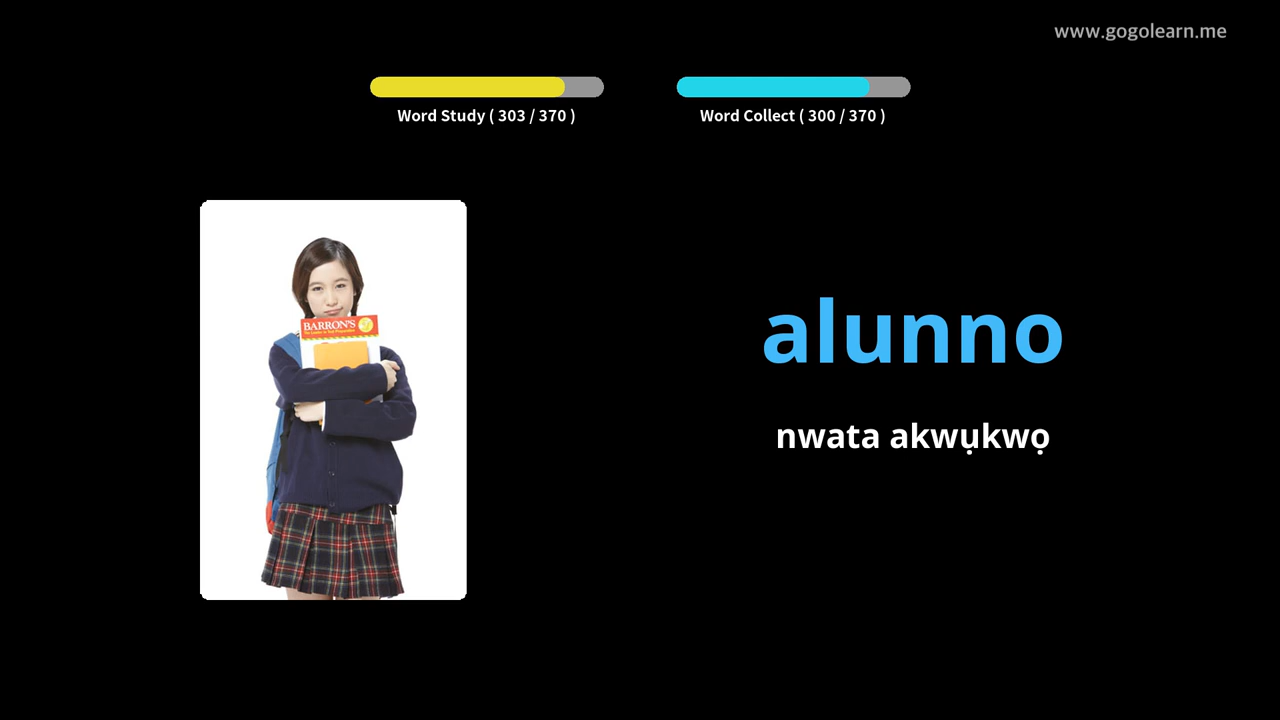 www.gogolearn.me
Word Study ( 303 / 370 )
Word Collect ( 300 / 370 )
BARRON'S
alunno
nwata akwụkwọ